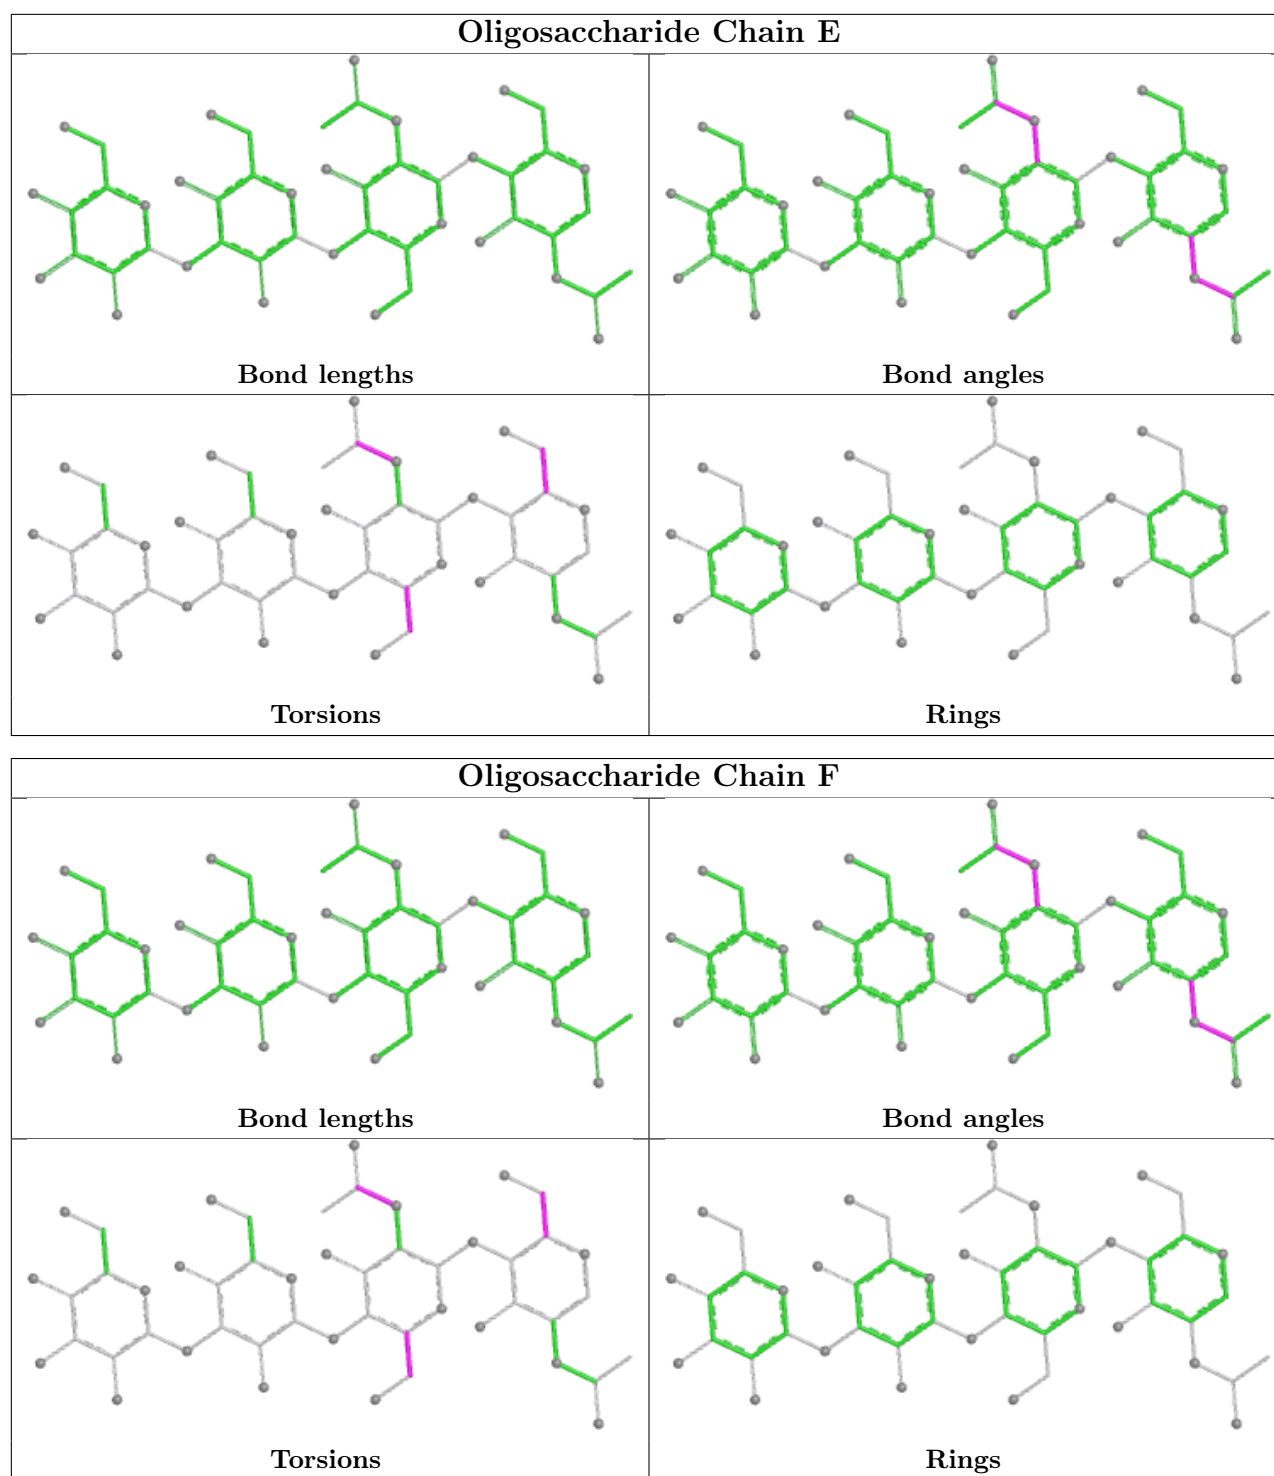 Oligosaccharide Chain E
Bond lengths
Bond angles
Torsions
Rings
Oligosaccharide Chain F
Bond lengths
Bond angles
Torsions
Rings